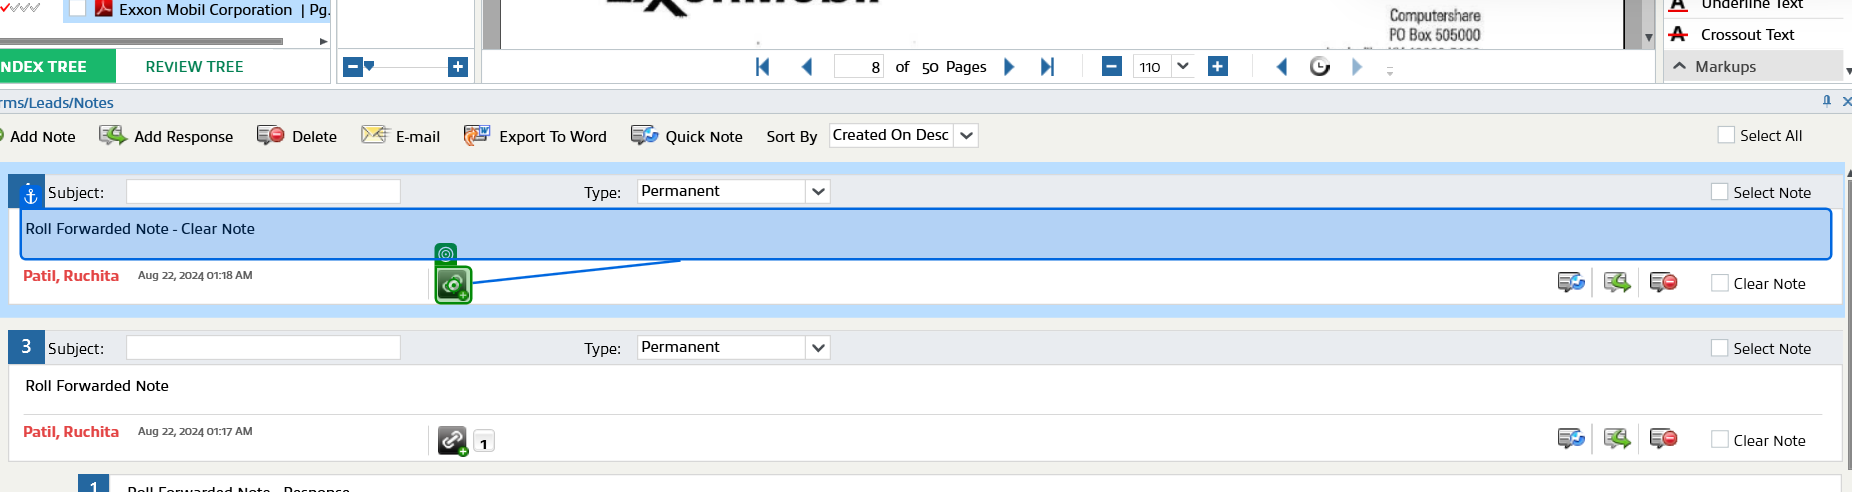 Exxon Mobil Corporation | Pg.
Computershare
PO Box 505000
Underline Text
Crossout Text
Markups
NDEX TREE
REVIEW TREE
8 of 50 Pages
110
rms/Leads/Notes
Add Note
Add Response
Delete
E-mail
Export To Word
Quick Note
Sort By
Created On Desc
Select All
Subject:
Type:
Permanent
Select Note
Roll Forwarded Note - Clear Note
Patil, Ruchita
Aug 22, 2024 01:18 AM
Clear Note
3
Subject:
Type:
Permanent
Select Note
Roll Forwarded Note
Patil, Ruchita
Aug 22, 2024 01:17 AM
1
Clear Note
1
Roll Forwarded Note - Response